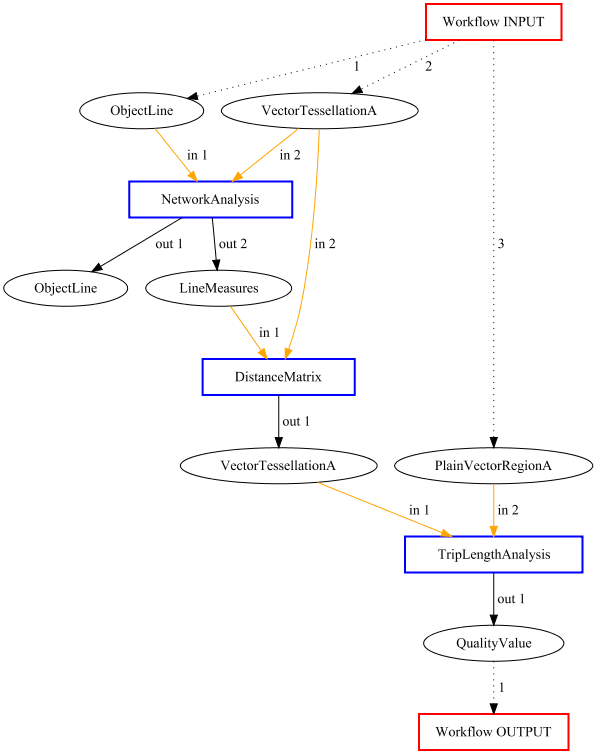 Workflow INPUT
1
2
ObjectLine
VectorTessellationA
in 1
in 2
NetworkAnalysis
out 1
out 2
in 2
3
ObjectLine
LineMeasures
in 1
DistanceMatrix
out 1
VectorTessellationA
PlainVectorRegionA
in 1
in 2
TripLengthAnalysis
out 1
QualityValue
1
Workflow OUTPUT